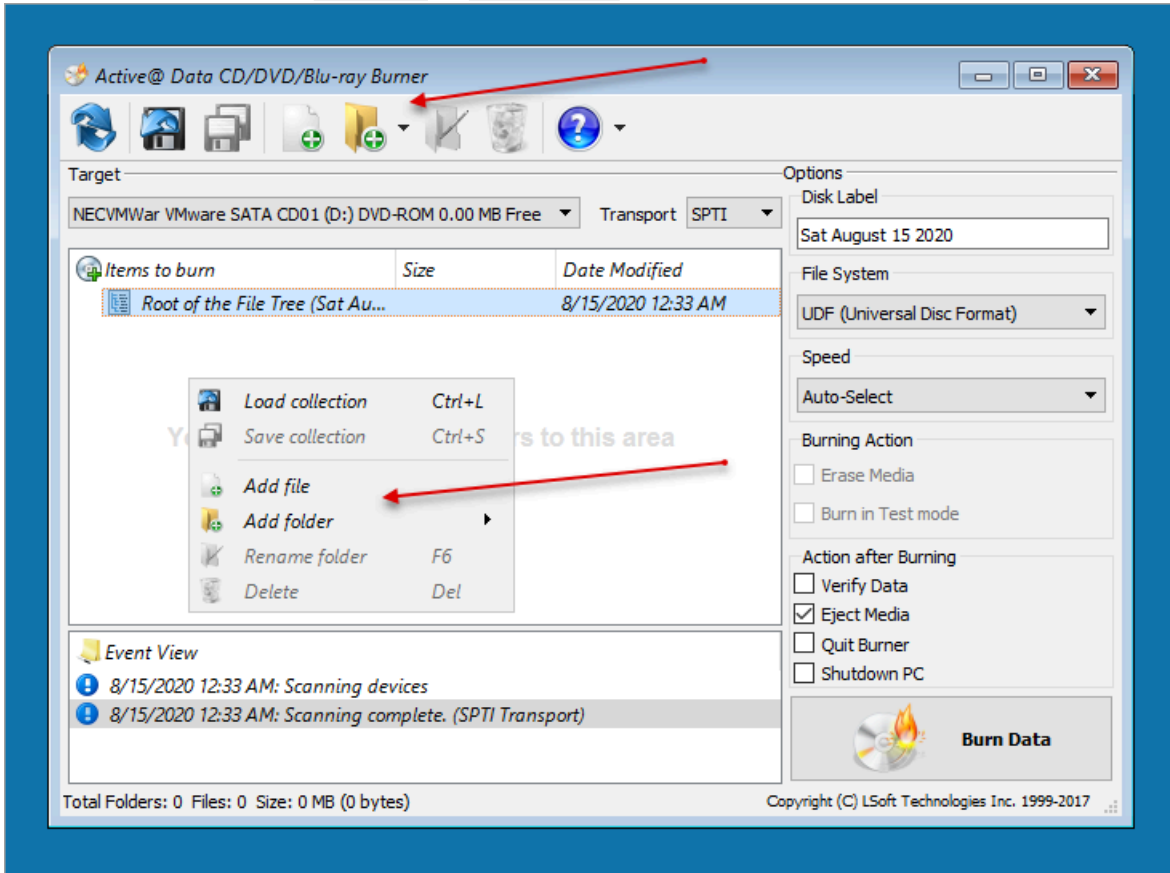 Active@ Data CD/DVD/Blu-ray Burner
Target
NECVMWar VMware SATA CD01 (D:) DVD-ROM 0.00 MB Free
Transport SPTI
Items to burn Size Date Modified
Root of the File Tree (Sat Au... 8/15/2020 12:33 AM
Load collection Ctrl+L
Save collection Ctrl+S
rs to this area
Add file
Add folder
Rename folder F6
Delete Del
Event View
8/15/2020 12:33 AM: Scanning devices
8/15/2020 12:33 AM: Scanning complete. (SPTI Transport)
Total Folders: 0 Files: 0 Size: 0 MB (0 bytes)
Options
Disk Label
Sat August 15 2020
File System
UDF (Universal Disc Format)
Speed
Auto-Select
Burning Action
Erase Media
Burn in Test mode
Action after Burning
Verify Data
Eject Media
Quit Burner
Shutdown PC
Burn Data
Copyright (C) LSoft Technologies Inc. 1999-2017